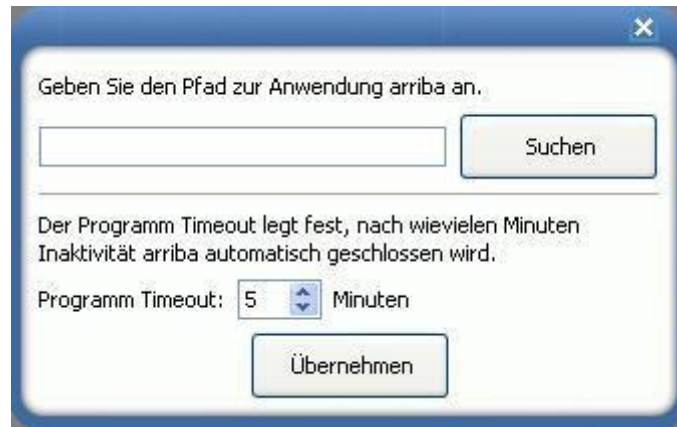 Geben Sie den Pfad zur Anwendung arriba an.
Suchen
Der Programm Timeout legt fest, nach wievielen Minuten
Inaktivität arriba automatisch geschlossen wird.
Programm Timeout: 5 Minuten
Übernehmen